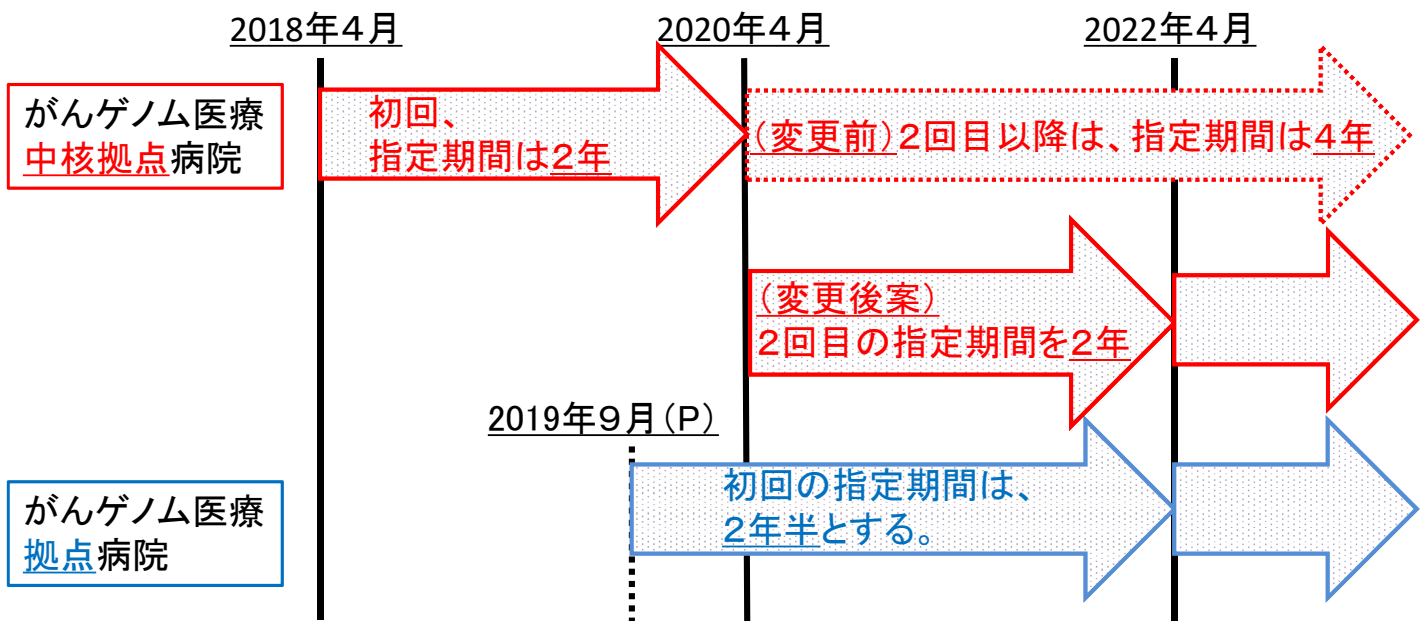 2018年４月
2020年４月
2022年４月
がんゲノム医療
中核拠点病院
初回、
指定期間は２年
（変更前）２回目以降は、指定期間は４年
（変更後案）
２回目の指定期間を２年
2019年９月（P）
がんゲノム医療
拠点病院
初回の指定期間は、
２年半とする。